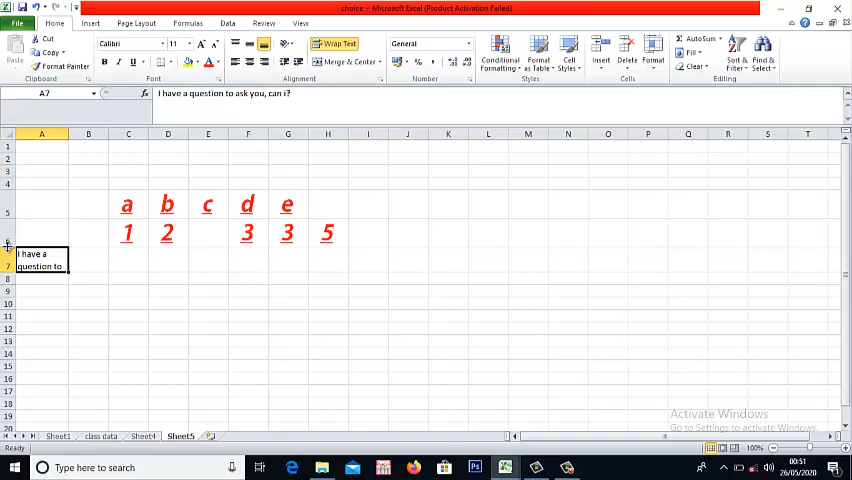 choice - Microsoft Excel (Product Activation Failed)
File Home Insert Page Layout Formulas Data Review View
Cut
Copy
Format Painter
Paste
Clipboard
Calibri 11
B I U
Font
Wrap Text
Merge & Center
Alignment
General
% ,
Number
Conditional Formatting
Format as Table
Cell Styles
Styles
Insert Delete Format
Cells
AutoSum
Fill
Clear
Sort & Filter
Find & Select
Editing
A7 fx I have a question to ask you, can i?
A B C D E F G H I J K L M N O P Q R S T
1
2
3
4
5 a b c d e
6 1 2 3 3 5
7 I have a
question to
8
9
10
11
12
13
14
15
16
17
18
19
20
Activate Windows
Go to Settings to activate Windows.
Sheet1 class data Sheet4 Sheet5
Ready 100%
Type here to search
00:51
26/05/2020